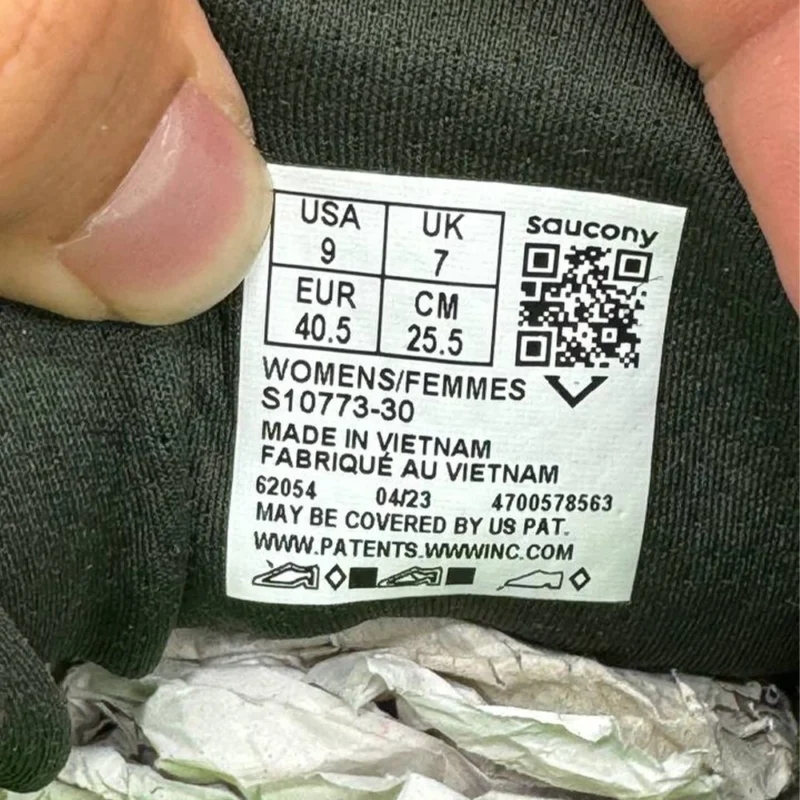 USA UK
9 7
EUR CM
40.5 25.5
saucony
WOMENS/FEMMES
S10773-30
MADE IN VIETNAM
FABRIQUÉ AU VIETNAM
62054 04/23 4700578563
MAY BE COVERED BY US PAT.
WWW.PATENTS.WWWINC.COM